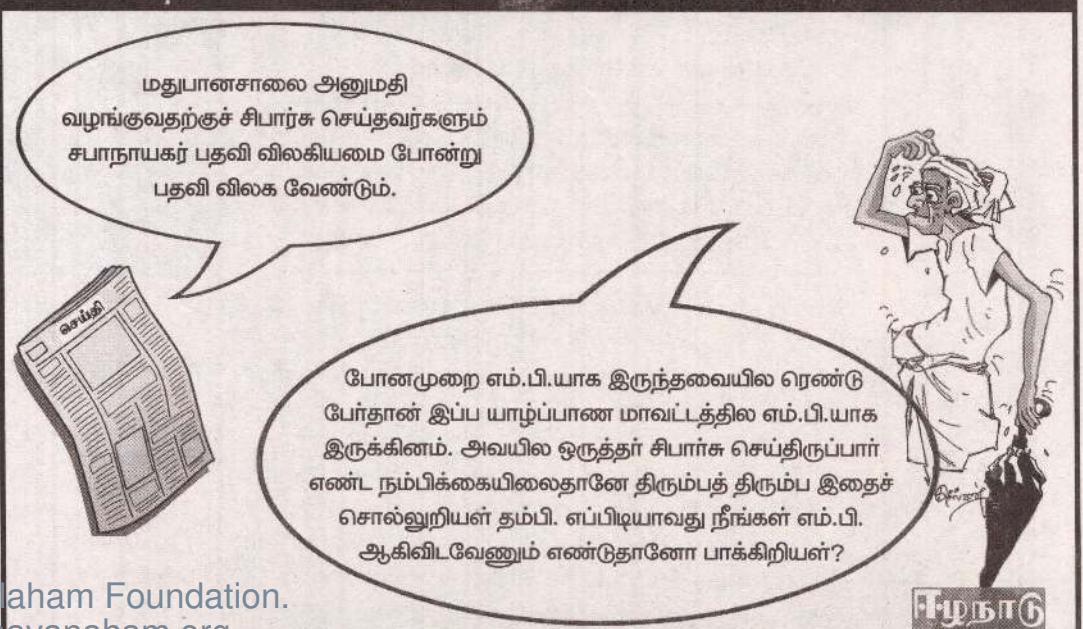 மதுபானசாலை அனுமதி
வழங்குவதற்குச் சிபார்சு செய்தவர்களும்
சபாநாயகர் பதவி விலகியமை போன்று
பதவி விலக வேண்டும்.
செய்தி
போனமுறை எம்.பி.யாக இருந்தவையில ரெண்டு
பேர்தான் இப்ப யாழ்ப்பாண மாவட்டத்தில எம்.பி.யாக
இருக்கினம். அவயில ஒருத்தர் சிபார்சு செய்திருப்பார்
எண்ட நம்பிக்கையிலைதானே திரும்பத் திரும்ப இதைச்
சொல்லுறியள் தம்பி. எப்பிடியாவது நீங்கள் எம்.பி.
ஆகிவிடவேணும் எண்டுதானோ பாக்கிறியள்?
ஈழநாடு
laham Foundation.